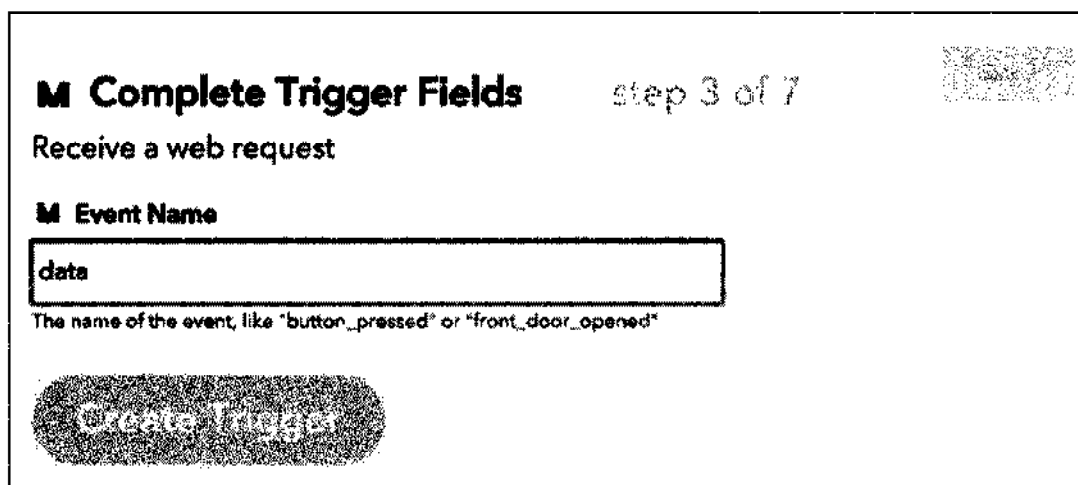 M Complete Trigger Fields step 3 of 7
Receive a web request
M Event Name
data
The name of the event, like "button_pressed" or "front_door_opened"
Create Trigger